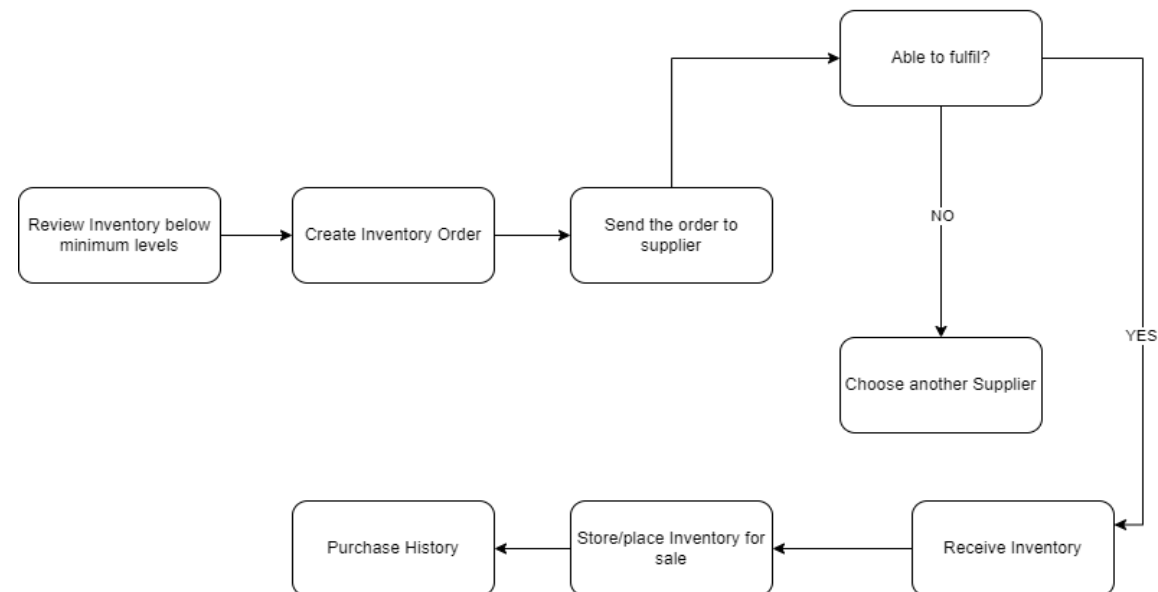 Able to fulfil?
Review Inventory below
minimum levels
Create Inventory Order
Send the order to
supplier
NO
YES
Choose another Supplier
Purchase History
Store/place Inventory for
sale
Receive Inventory